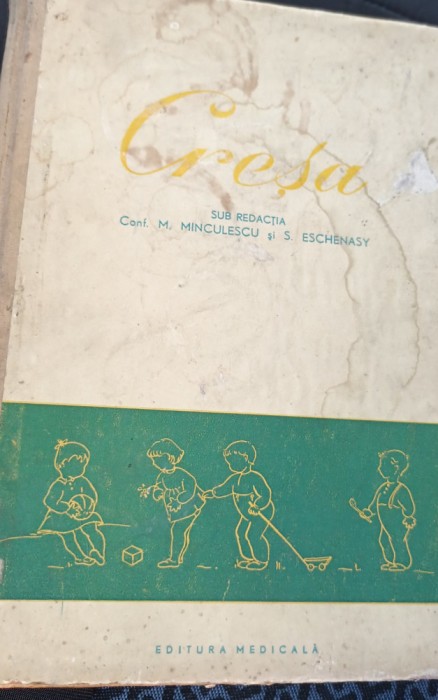 Creșa
SUB REDACȚIA
Conf. M. MINCULESCU și S. ESCHENASY
EDITURA MEDICALĂ